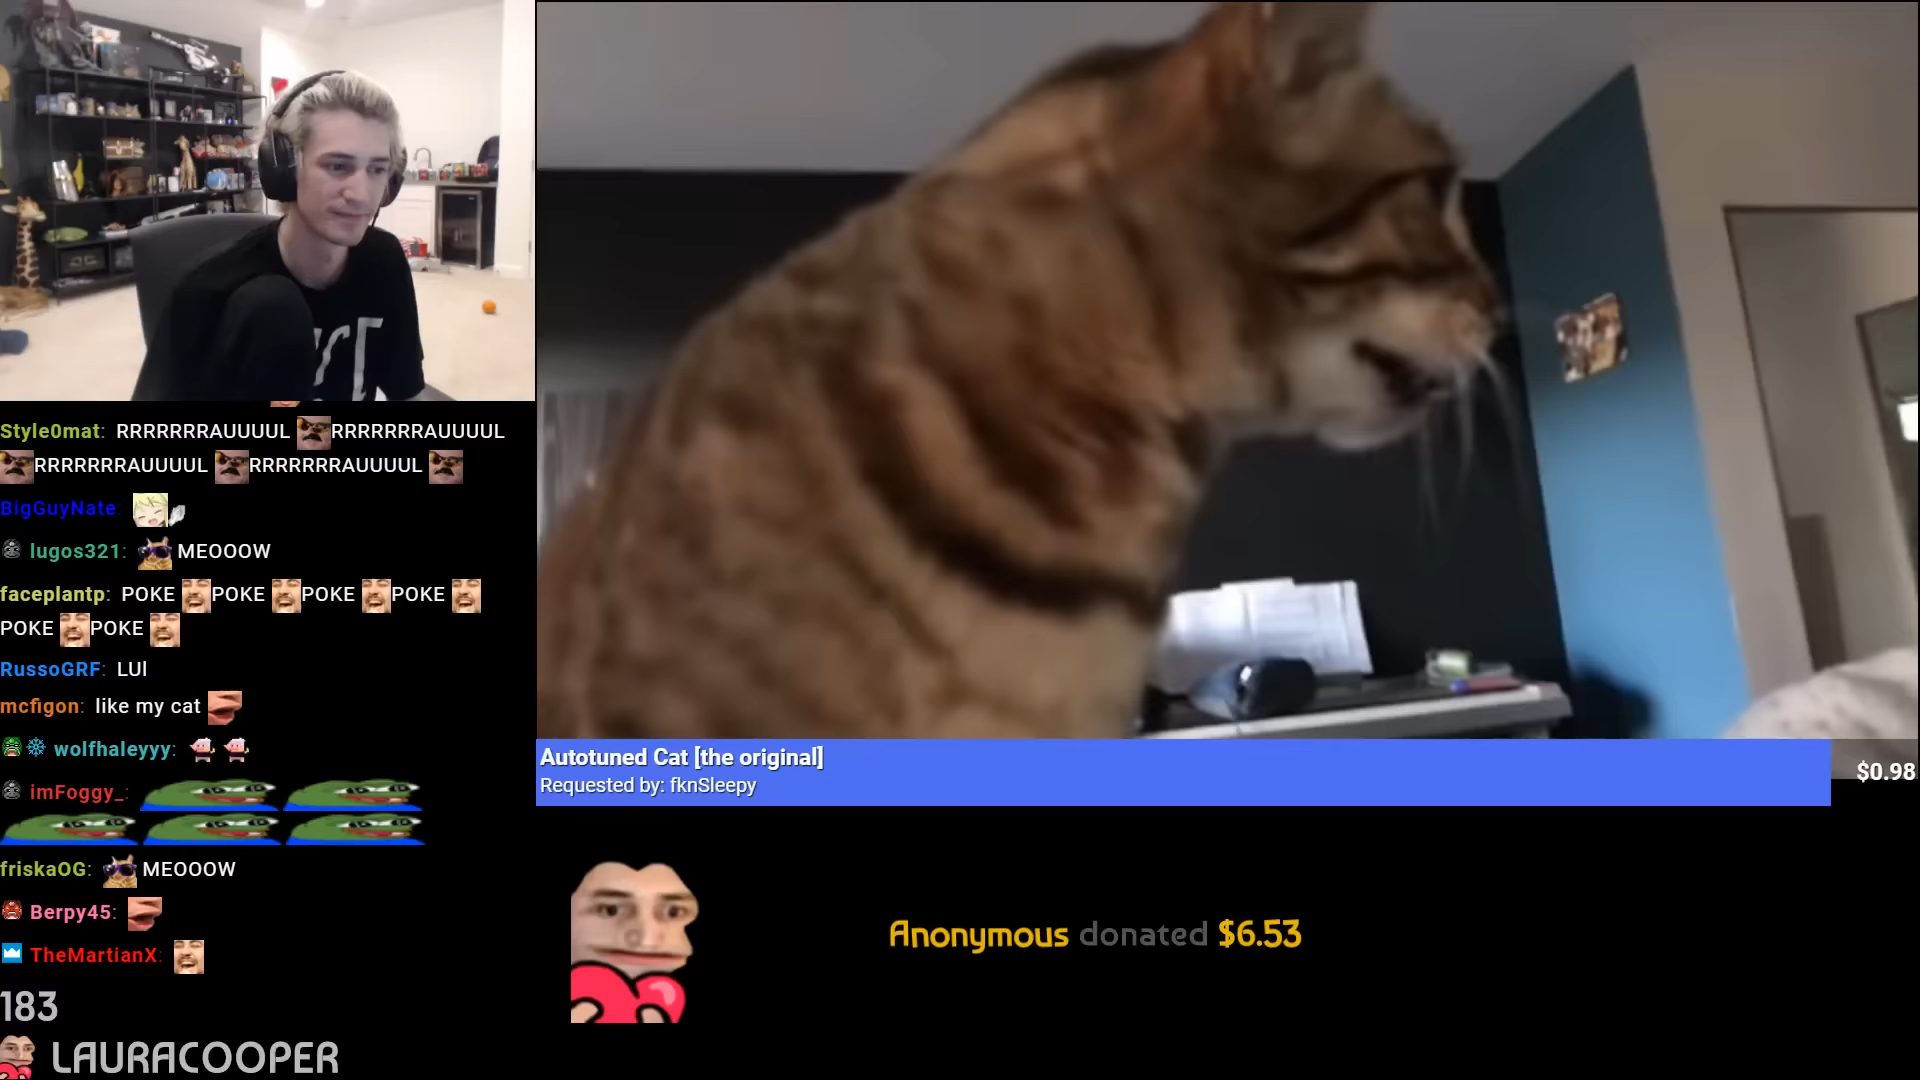 Style0mat: RRRRRRRAUUUUL RRRRRRRAUUUUL
RRRRRRRAUUUUL RRRRRRRAUUUUL
BigGuyNate:
lugos321: MEOOOW
faceplantp: POKE POKE POKE POKE
POKE POKE
RussoGRF: LUl
mcfigon: like my cat
wolfhaleyyy:
imFoggy_:
friskaOG: MEOOOW
Berpy45:
TheMartianX:
183
LAURACOOPER
Autotuned Cat [the original]
Requested by: fknSleepy
$0.98
Anonymous donated $6.53